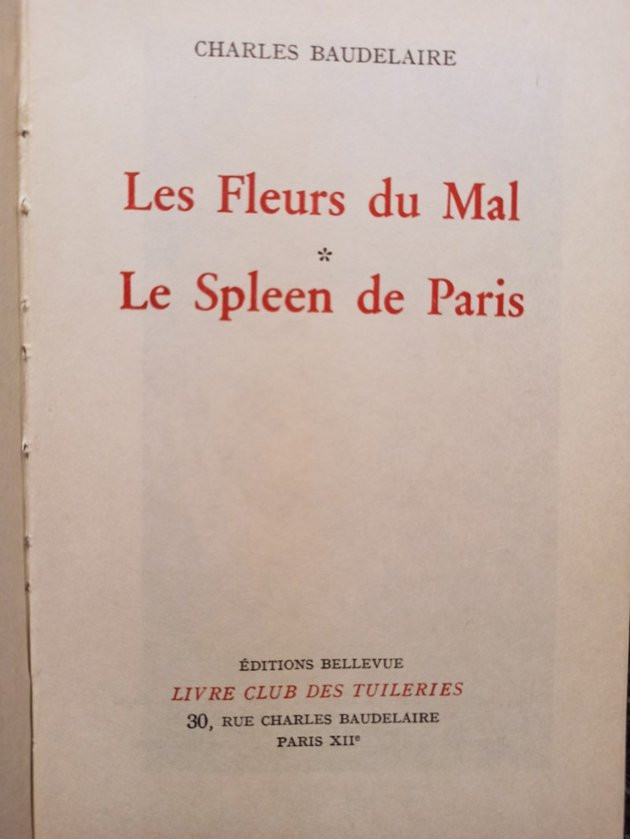 CHARLES BAUDELAIRE
Les Fleurs du Mal
*
Le Spleen de Paris
ÉDITIONS BELLEVUE
LIVRE CLUB DES TUILERIES
30, RUE CHARLES BAUDELAIRE
PARIS XIIe